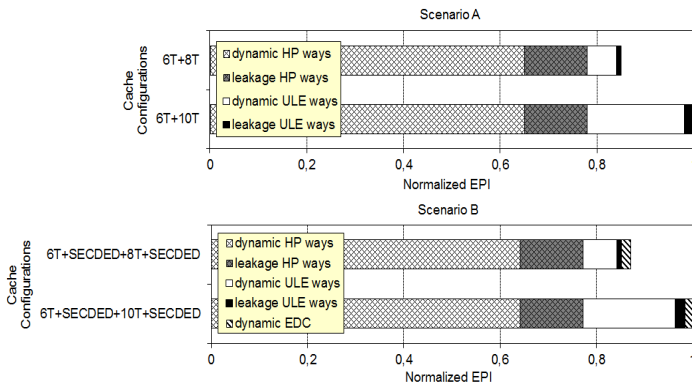 Scenario A
Cache
Configurations
6T+8T
6T+10T
dynamic HP ways
leakage HP ways
dynamic ULE ways
leakage ULE ways
0
0,2
0,4
0,6
0,8
1
Normalized EPI
Scenario B
Cache
Configurations
6T+SECDED+8T+SECDED
6T+SECDED+10T+SECDED
dynamic HP ways
leakage HP ways
dynamic ULE ways
leakage ULE ways
dynamic EDC
0
0,2
0,4
0,6
0,8
1
Normalized EPI